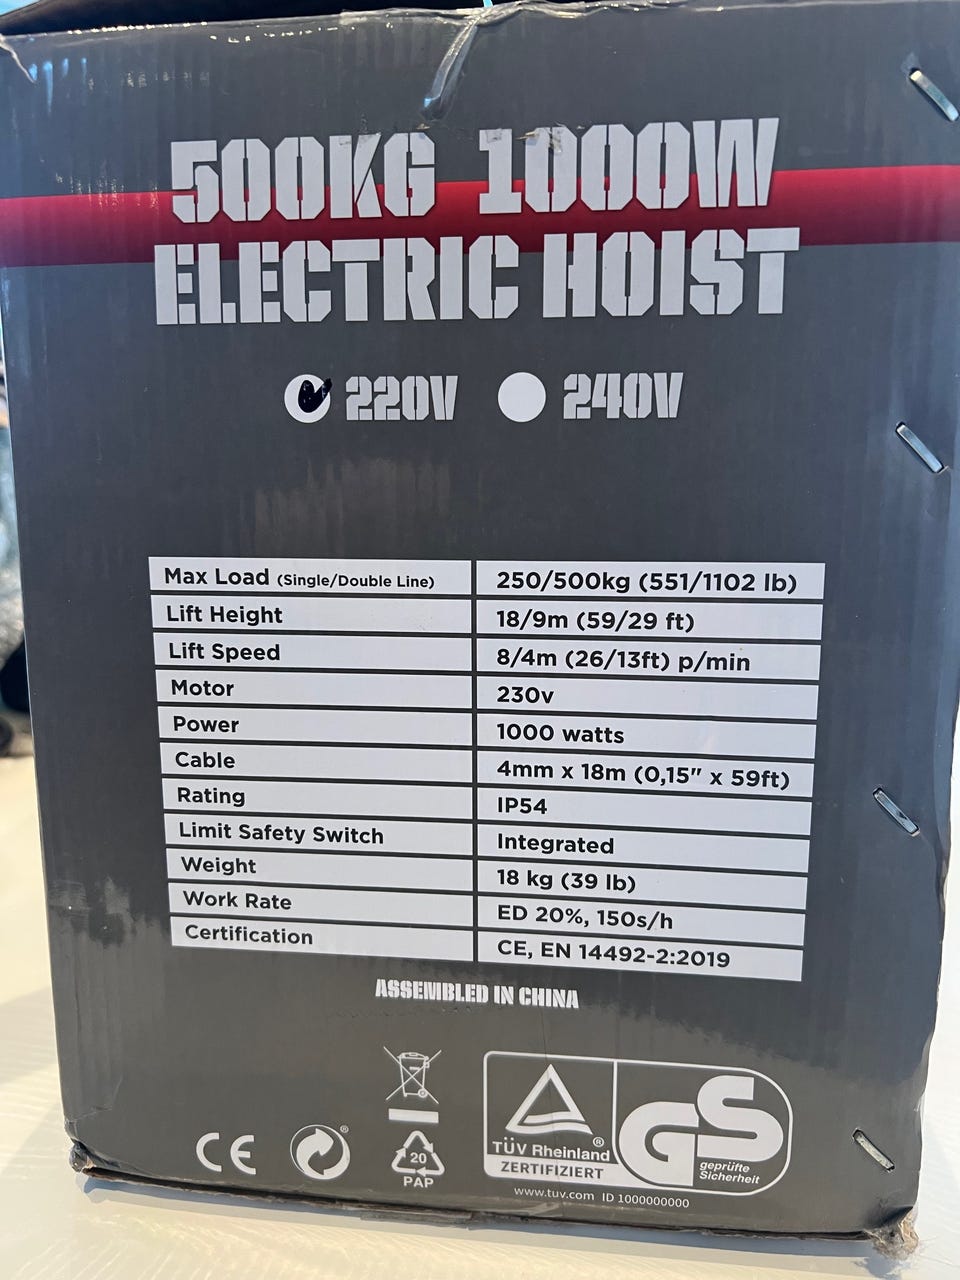 500KG 1000W
ELECTRIC HOIST
220V 240V
Max Load (Single/Double Line) 250/500kg (551/1102 lb)
Lift Height 18/9m (59/29 ft)
Lift Speed 8/4m (26/13ft) p/min
Motor 230v
Power 1000 watts
Cable 4mm x 18m (0,15" x 59ft)
Rating IP54
Limit Safety Switch Integrated
Weight 18 kg (39 lb)
Work Rate ED 20%, 150s/h
Certification CE, EN 14492-2:2019
ASSEMBLED IN CHINA
CE
®
20
PAP
TÜV Rheinland®
ZERTIFIZIERT
GS
geprüfte
Sicherheit
www.tuv.com ID 1000000000